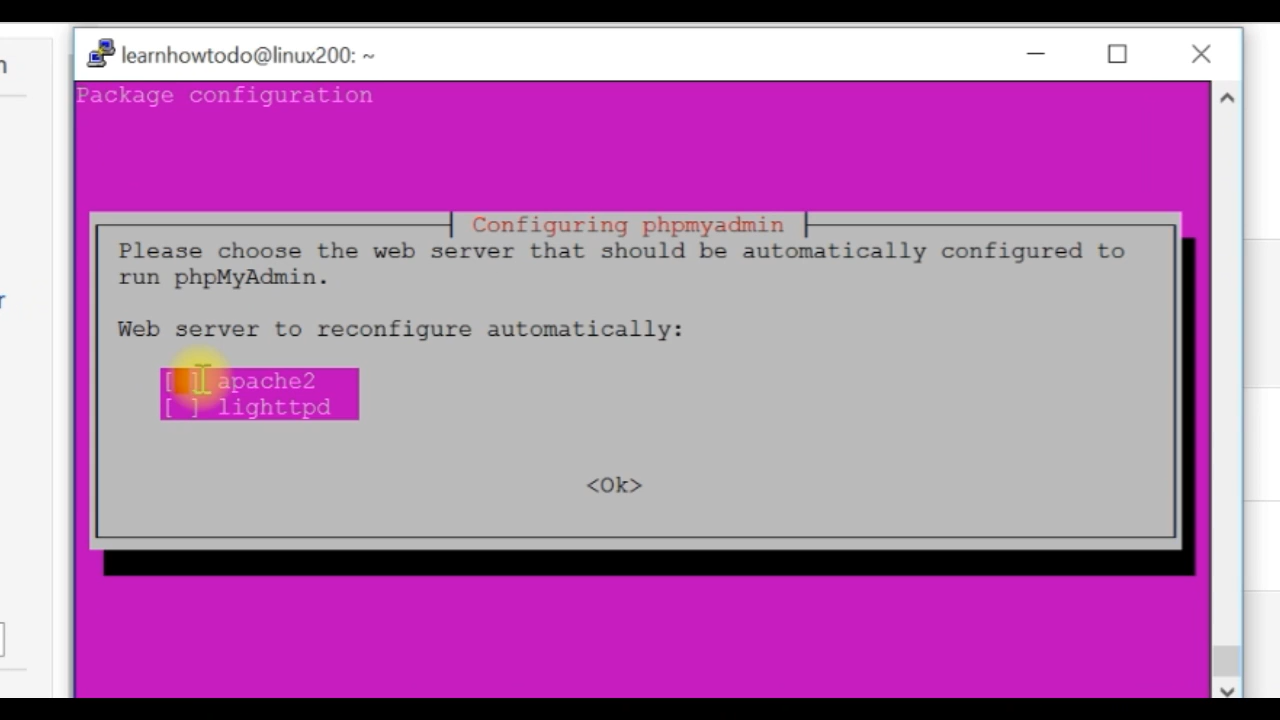 n
learnhowtodo@linux200: ~
Package configuration
Configuring phpmyadmin
Please choose the web server that should be automatically configured to
run phpMyAdmin.
r
Web server to reconfigure automatically:
[ ] apache2
[ ] lighttpd
<Ok>